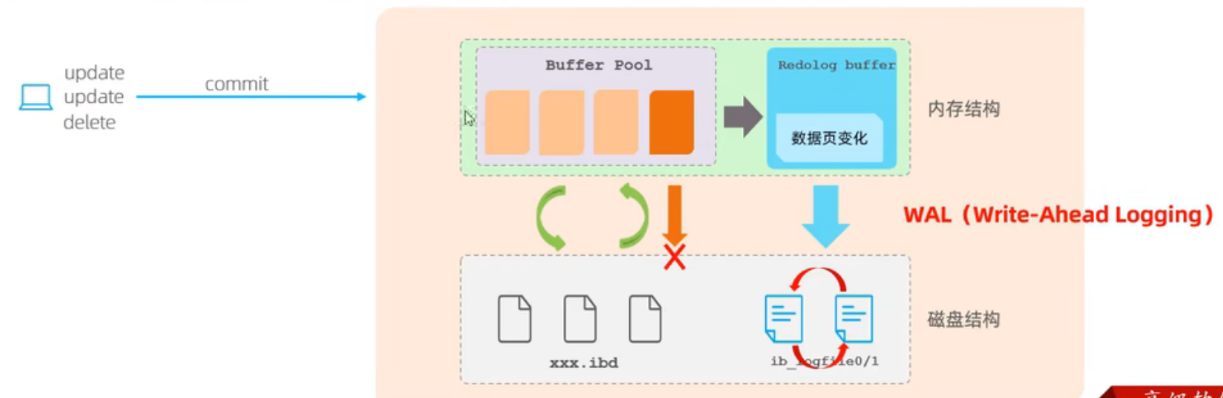 update
update
delete
commit
Buffer Pool
Redolog buffer
数据页变化
内存结构
WAL（Write-Ahead Logging）
xxx.ibd
ib_logfile0/1
磁盘结构